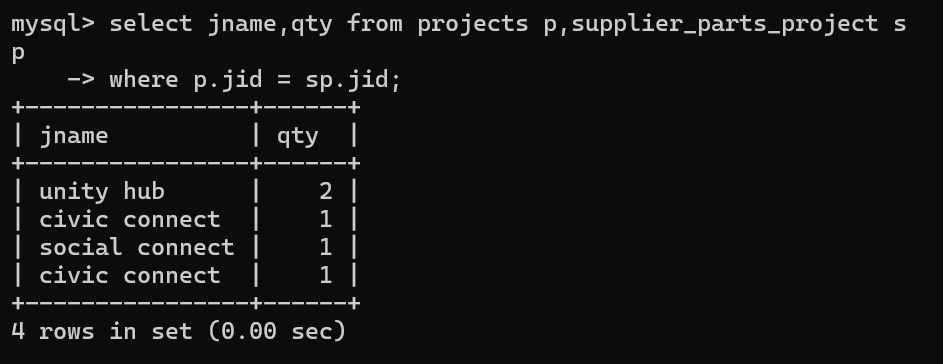 mysql> select jname,qty from projects p,supplier_parts_project s
p
    -> where p.jid = sp.jid;
+----------------+------+
| jname          | qty  |
+----------------+------+
| unity hub      |    2 |
| civic connect  |    1 |
| social connect |    1 |
| civic connect  |    1 |
+----------------+------+
4 rows in set (0.00 sec)